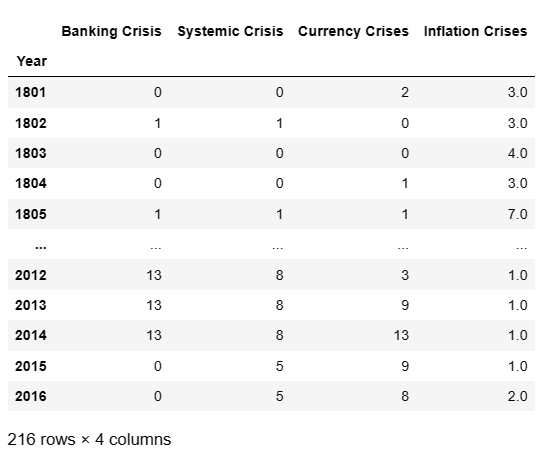 Banking Crisis Systemic Crisis Currency Crises Inflation Crises
Year
1801 0 0 2 3.0
1802 1 1 0 3.0
1803 0 0 0 4.0
1804 0 0 1 3.0
1805 1 1 1 7.0
... ... ... ... ...
2012 13 8 3 1.0
2013 13 8 9 1.0
2014 13 8 13 1.0
2015 0 5 9 1.0
2016 0 5 8 2.0
216 rows × 4 columns